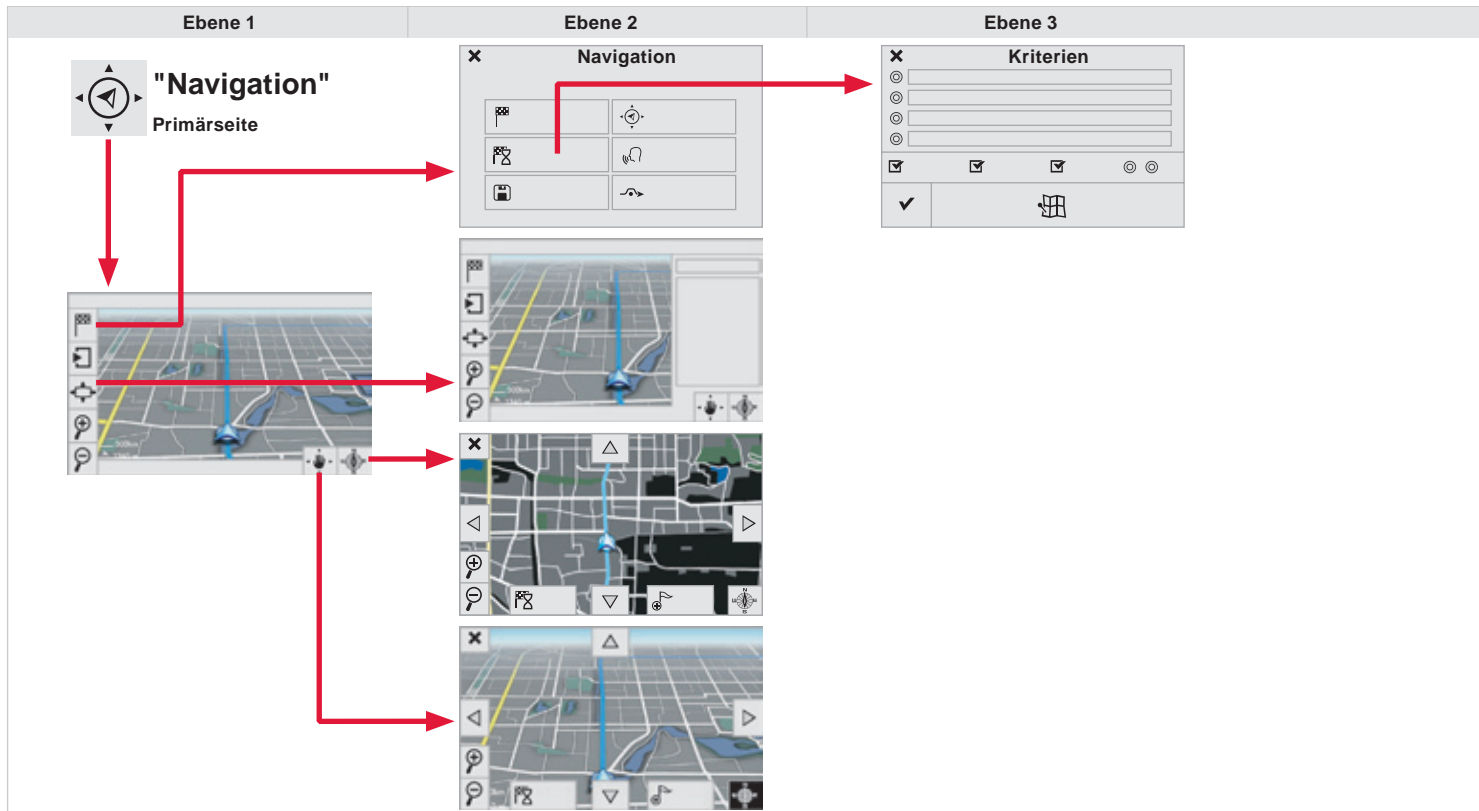 Ebene 1
Ebene 2
Ebene 3
"Navigation"
Primärseite
Navigation
Kriterien